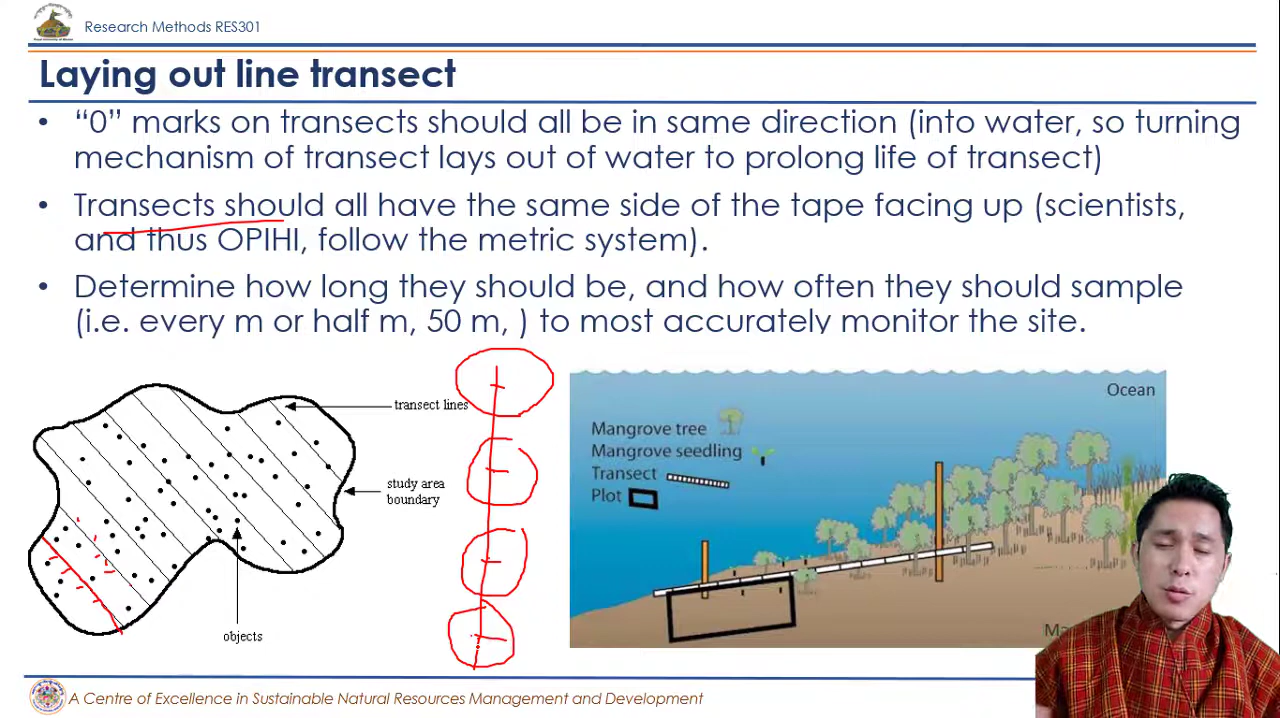 Research Methods RES301
Laying out line transect
• “0” marks on transects should all be in same direction (into water, so turning
mechanism of transect lays out of water to prolong life of transect)
• Transects should all have the same side of the tape facing up (scientists,
and thus OPIHI, follow the metric system).
• Determine how long they should be, and how often they should sample
(i.e. every m or half m, 50 m, ) to most accurately monitor the site.
transect lines
study area
boundary
objects
Ocean
Mangrove tree
Mangrove seedling
Transect
Plot
A Centre of Excellence in Sustainable Natural Resources Management and Development